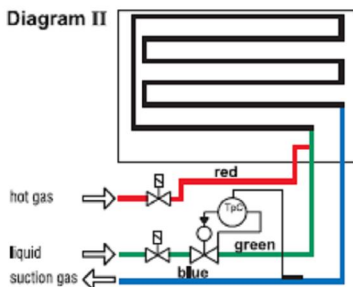 Diagram II
red
hot gas
TpC
liquid
green
suction gas
blue